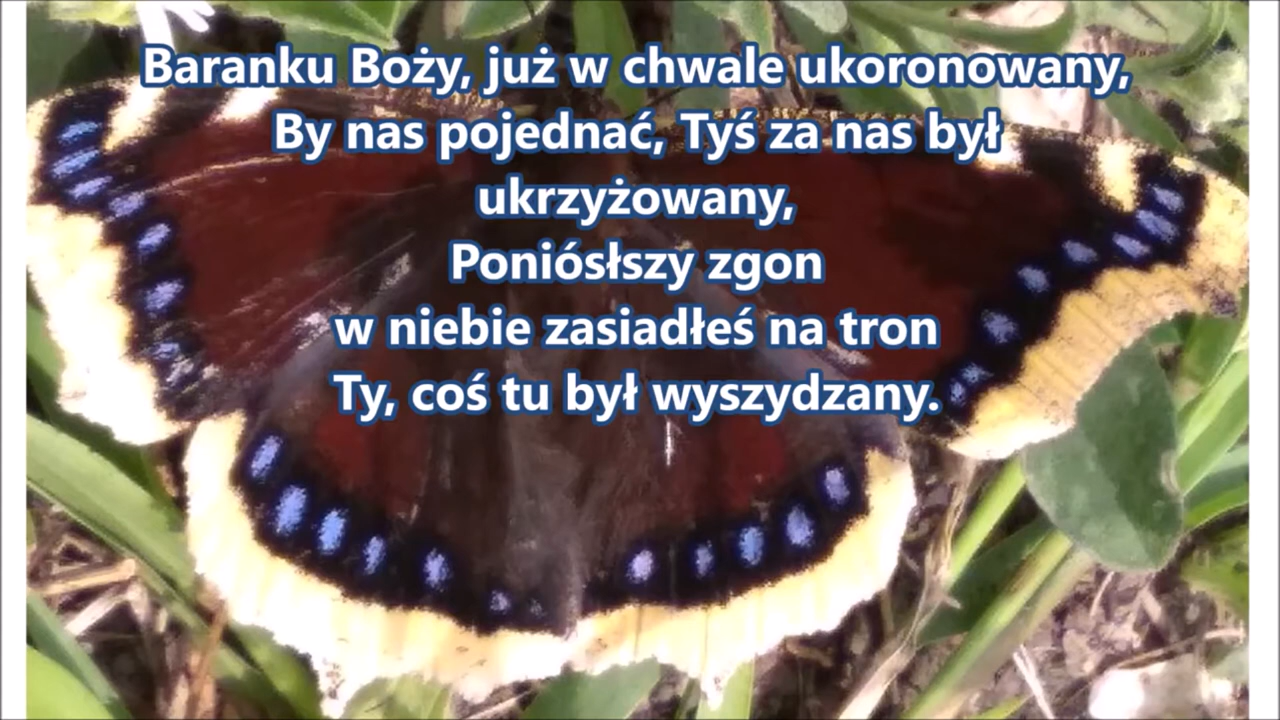 Baranku Boży, już w chwale ukoronowany,
By nas pojednać, Tyś za nas był
ukrzyżowany,
Poniósłszy zgon
w niebie zasiadłeś na tron
Ty, coś tu był wyszydzany.